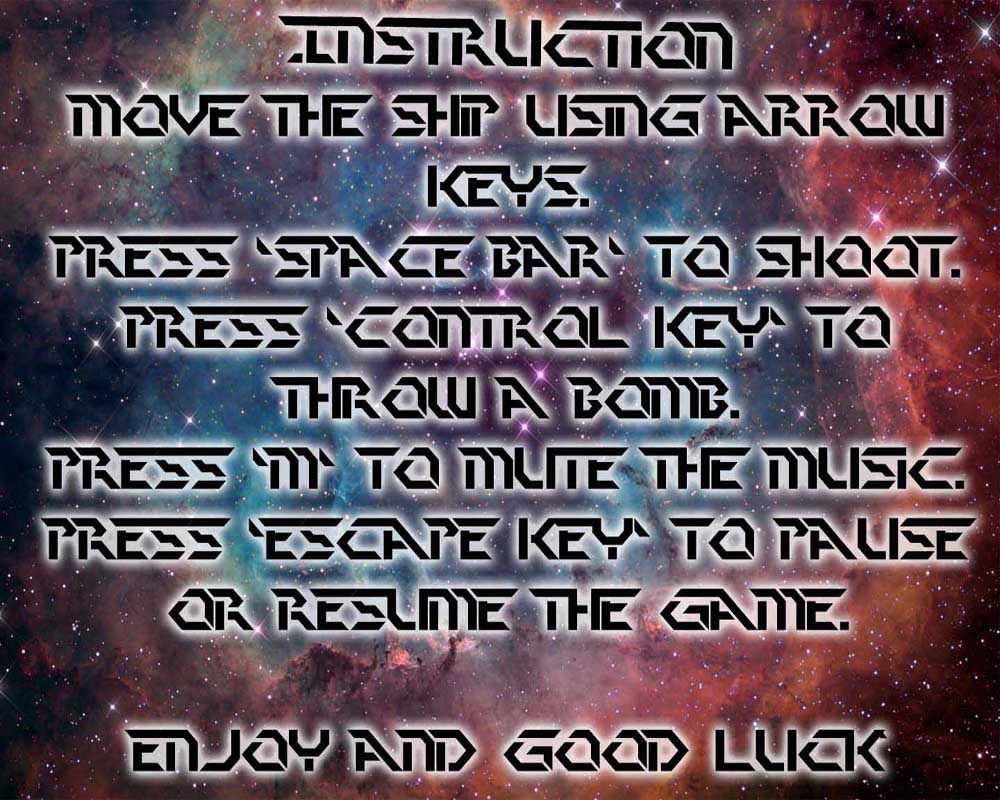 INSTRUCTION
MOVE THE SHIP USING ARROW
KEYS.
PRESS 'SPACE BAR' TO SHOOT.
PRESS 'CONTROL KEY' TO
THROW A BOMB.
PRESS 'M' TO MUTE THE MUSIC.
PRESS 'ESCAPE KEY' TO PAUSE
OR RESUME THE GAME.
ENJOY AND GOOD LUCK